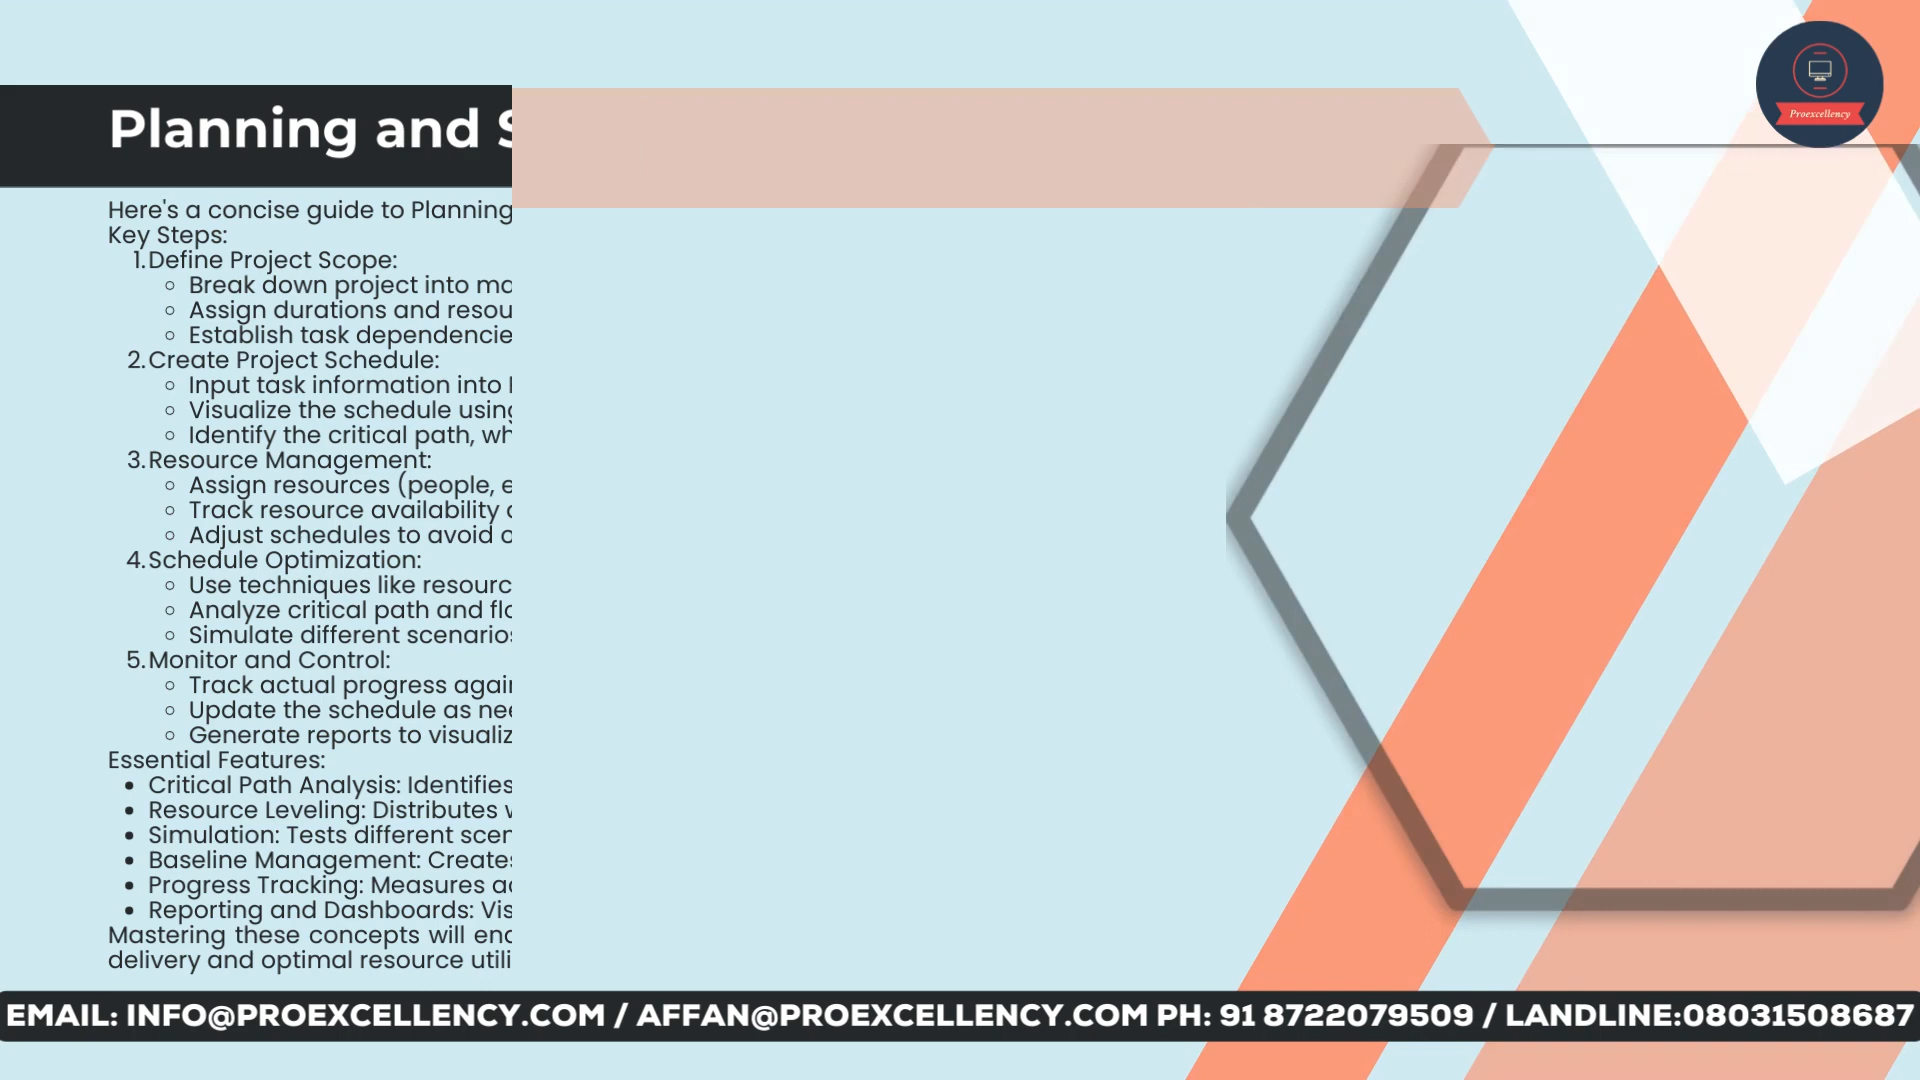 Proexcellency
Planning and
Here's a concise guide to Planning
Key Steps:
1. Define Project Scope:
Break down project into
Assign durations and
Establish task
2. Create Project Schedule:
Input task information into
Visualize the schedule
Identify the critical path,
3. Resource Management:
Assign resources (people,
Track resource availability
Adjust schedules to avoid
4. Schedule Optimization:
Use techniques like
Analyze critical path and
Simulate different
5. Monitor and Control:
Track actual progress
Update the schedule as
Generate reports to
Essential Features:
• Critical Path Analysis: Identifies
• Resource Leveling: Distributes
• Simulation: Tests different
• Baseline Management:
• Progress Tracking: Measures
• Reporting and Dashboards:
Mastering these concepts will
delivery and optimal resource
EMAIL: INFO@PROEXCELLENCY.COM / AFFAN@PROEXCELLENCY.COM PH: 91 8722079509 / LANDLINE:08031508687